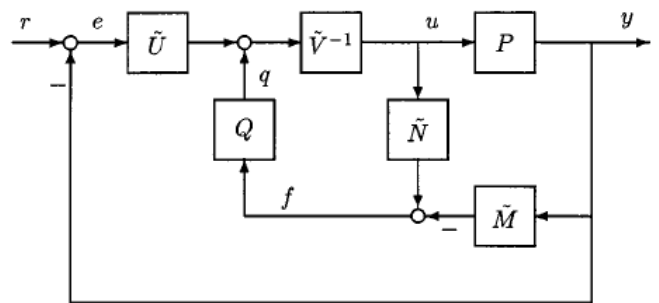 r e Ũ Ṽ⁻¹ u P y
− q
Q Ñ
f − M̃